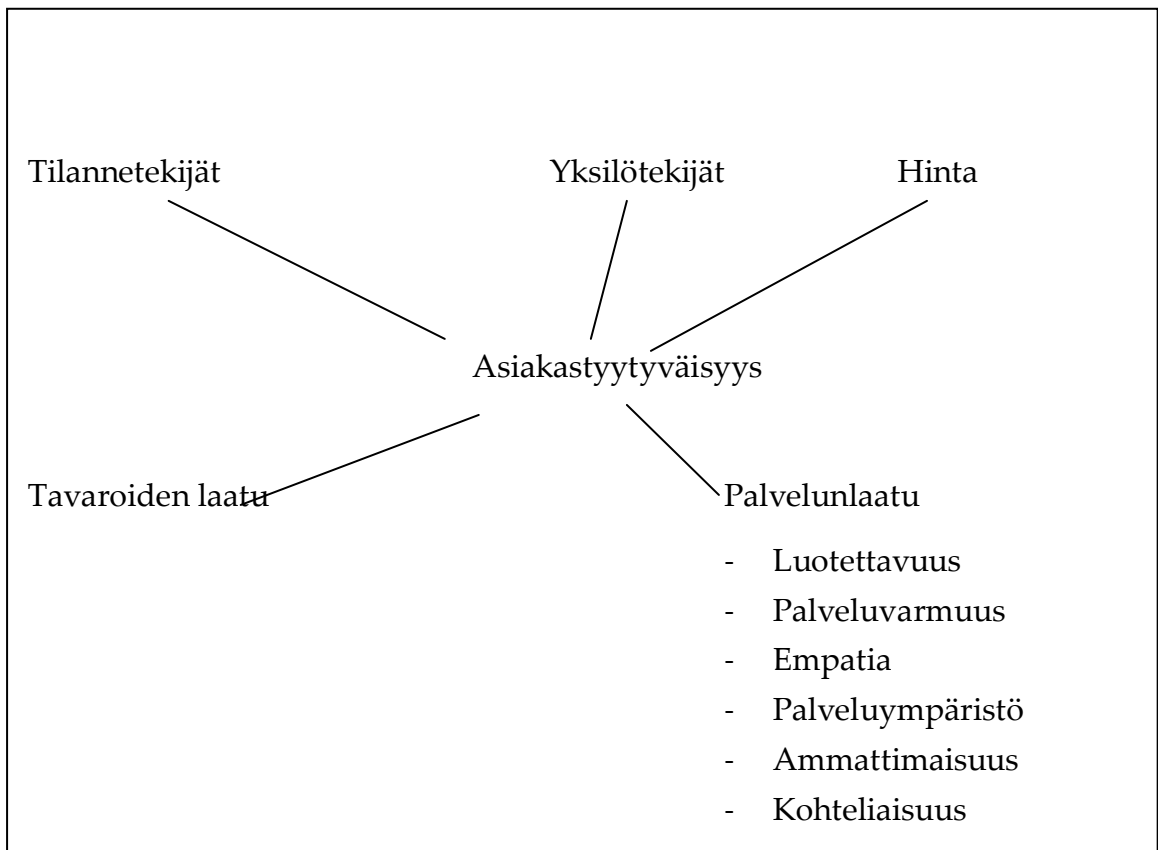 Tilannetekijät Yksilötekijät Hinta
Asiakastyytyväisyys
Tavaroiden laatu Palvelunlaatu
- Luotettavuus
- Palveluvarmuus
- Empatia
- Palveluympäristö
- Ammattimaisuus
- Kohteliaisuus